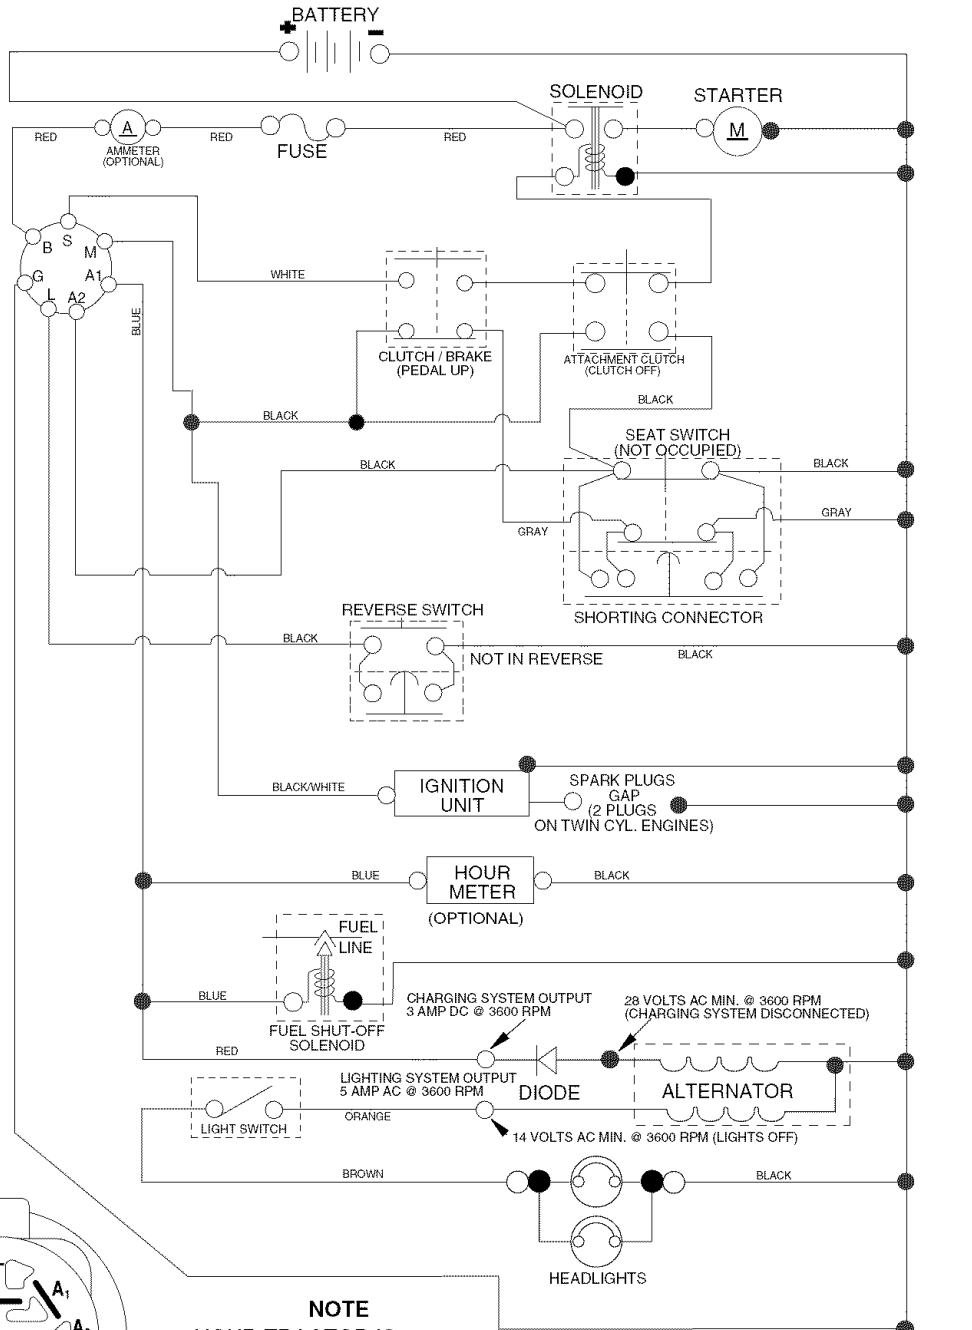 BATTERY
+ -
SOLENOID
STARTER
RED
A
RED
RED
M
AMMETER
(OPTIONAL)
FUSE
B
S
M
G
A1
L
A2
WHITE
BLUE
CLUTCH / BRAKE
(PEDAL UP)
ATTACHMENT CLUTCH
(CLUTCH OFF)
BLACK
BLACK
SEAT SWITCH
(NOT OCCUPIED)
BLACK
BLACK
GRAY
GRAY
SHORTING CONNECTOR
REVERSE SWITCH
BLACK
NOT IN REVERSE
BLACK
BLACK/WHITE
IGNITION
UNIT
SPARK PLUGS
GAP
(2 PLUGS
ON TWIN CYL. ENGINES)
BLUE
HOUR
METER
BLACK
(OPTIONAL)
FUEL
LINE
BLUE
FUEL SHUT-OFF
SOLENOID
CHARGING SYSTEM OUTPUT
3 AMP DC @ 3600 RPM
28 VOLTS AC MIN. @ 3600 RPM
(CHARGING SYSTEM DISCONNECTED)
RED
LIGHTING SYSTEM OUTPUT
5 AMP AC @ 3600 RPM
DIODE
ALTERNATOR
ORANGE
LIGHT SWITCH
14 VOLTS AC MIN. @ 3600 RPM (LIGHTS OFF)
BROWN
BLACK
HEADLIGHTS
A1
NOTE